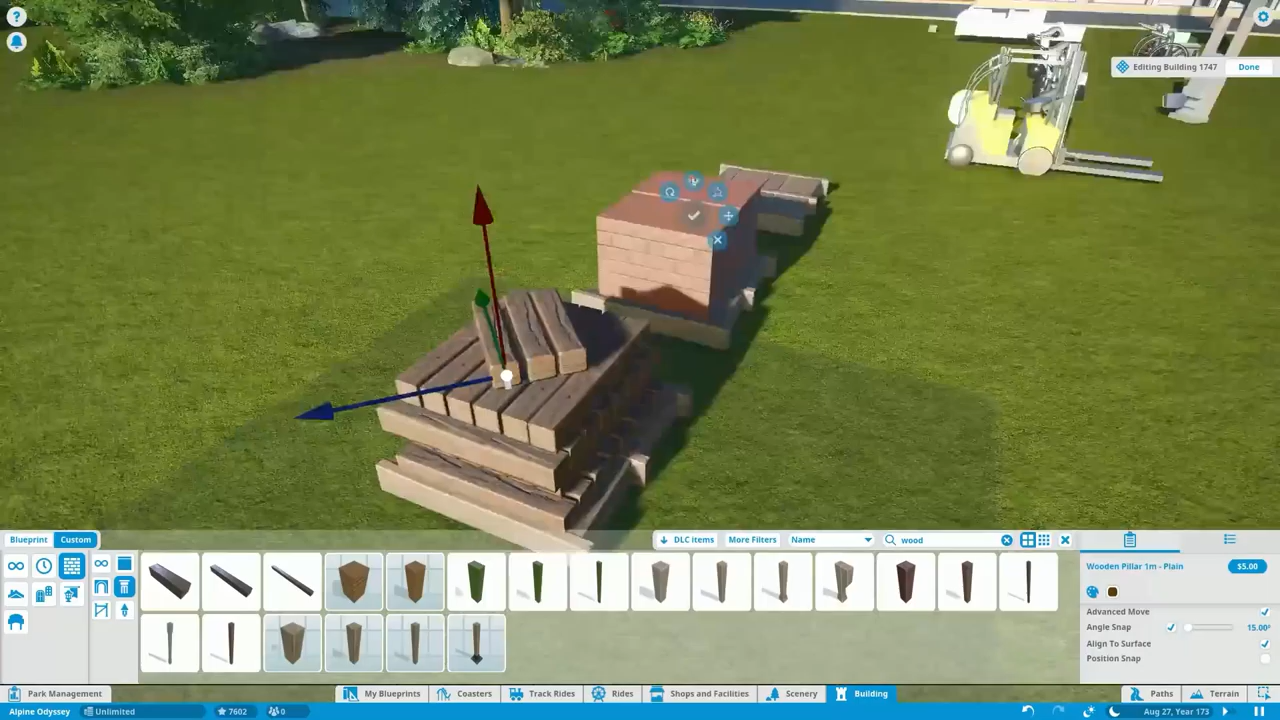 Editing Building 1747 Done
Blueprint Custom DLC Items More Filters Name wood
Wooden Pillar 1m - Plain $5.00
Advanced Move
Angle Snap 15.00°
Align To Surface
Position Snap
Park Management My Blueprints Coasters Track Rides Rides Shops and Facilities Scenery Building Paths Terrain
Alpine Odyssey Unlimited 7602 0 Aug 27, Year 173